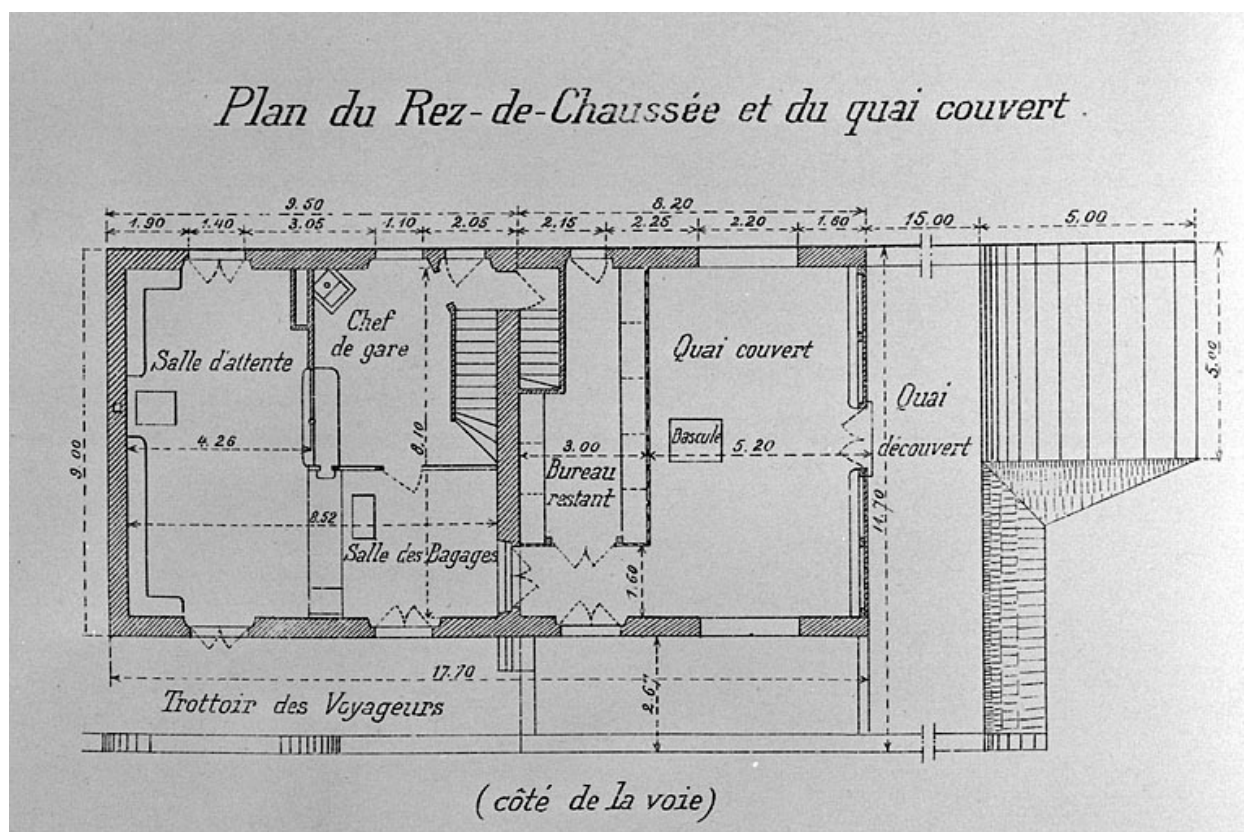 Plan du Rez-de-Chaussée et du quai couvert.
9.50 8.20
1.90 1.40 3.05 1.10 2.05 2.15 2.25 2.20 1.60 15.00 5.00
Chef
de gare
Salle d'attente
Quai couvert
5.00
Quai
découvert
Bascule
4.26
8.10
3.00
5.20
9.00
Bureau
restant
8.52
Salle des Bagages
1.60
14.70
17.70
Trottoir des Voyageurs
(côté de la voie)